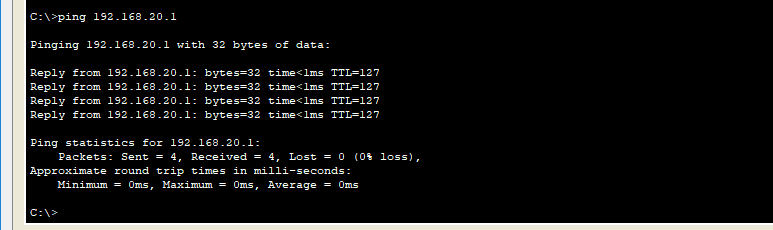 C:\>ping 192.168.20.1
Pinging 192.168.20.1 with 32 bytes of data:
Reply from 192.168.20.1: bytes=32 time<1ms TTL=127
Reply from 192.168.20.1: bytes=32 time<1ms TTL=127
Reply from 192.168.20.1: bytes=32 time<1ms TTL=127
Reply from 192.168.20.1: bytes=32 time<1ms TTL=127
Ping statistics for 192.168.20.1:
    Packets: Sent = 4, Received = 4, Lost = 0 (0% loss),
Approximate round trip times in milli-seconds:
    Minimum = 0ms, Maximum = 0ms, Average = 0ms
C:\>